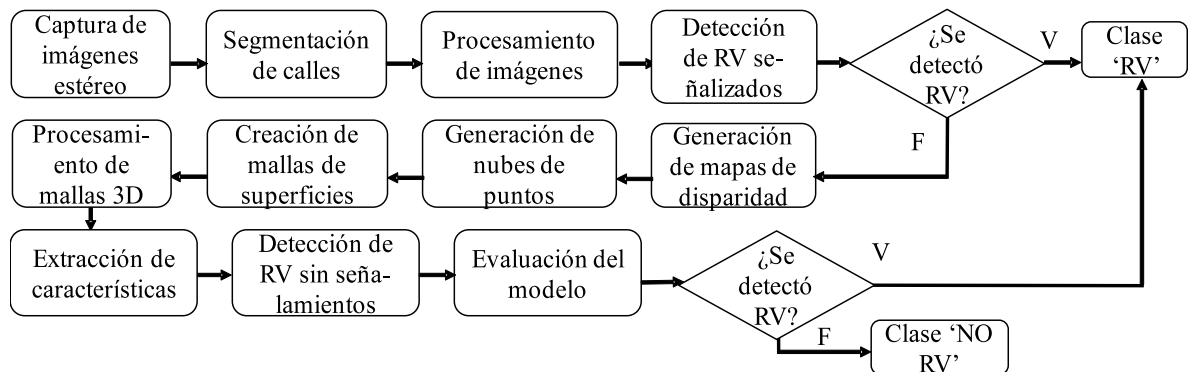 Captura de
imágenes
estéreo
Segmentación
de calles
Procesamiento
de imágenes
Detección
de RV se-
ñalizados
¿Se
detectó
RV?
V
Clase
‘RV’
F
Procesami-
ento de
mallas 3D
Creación de
mallas de
superficies
Generación de
nubes de
puntos
Generación
de mapas de
disparidad
Extracción de
características
Detección de
RV sin seña-
lamientos
Evaluación del
modelo
¿Se
detectó
RV?
V
F
Clase ‘NO
RV’